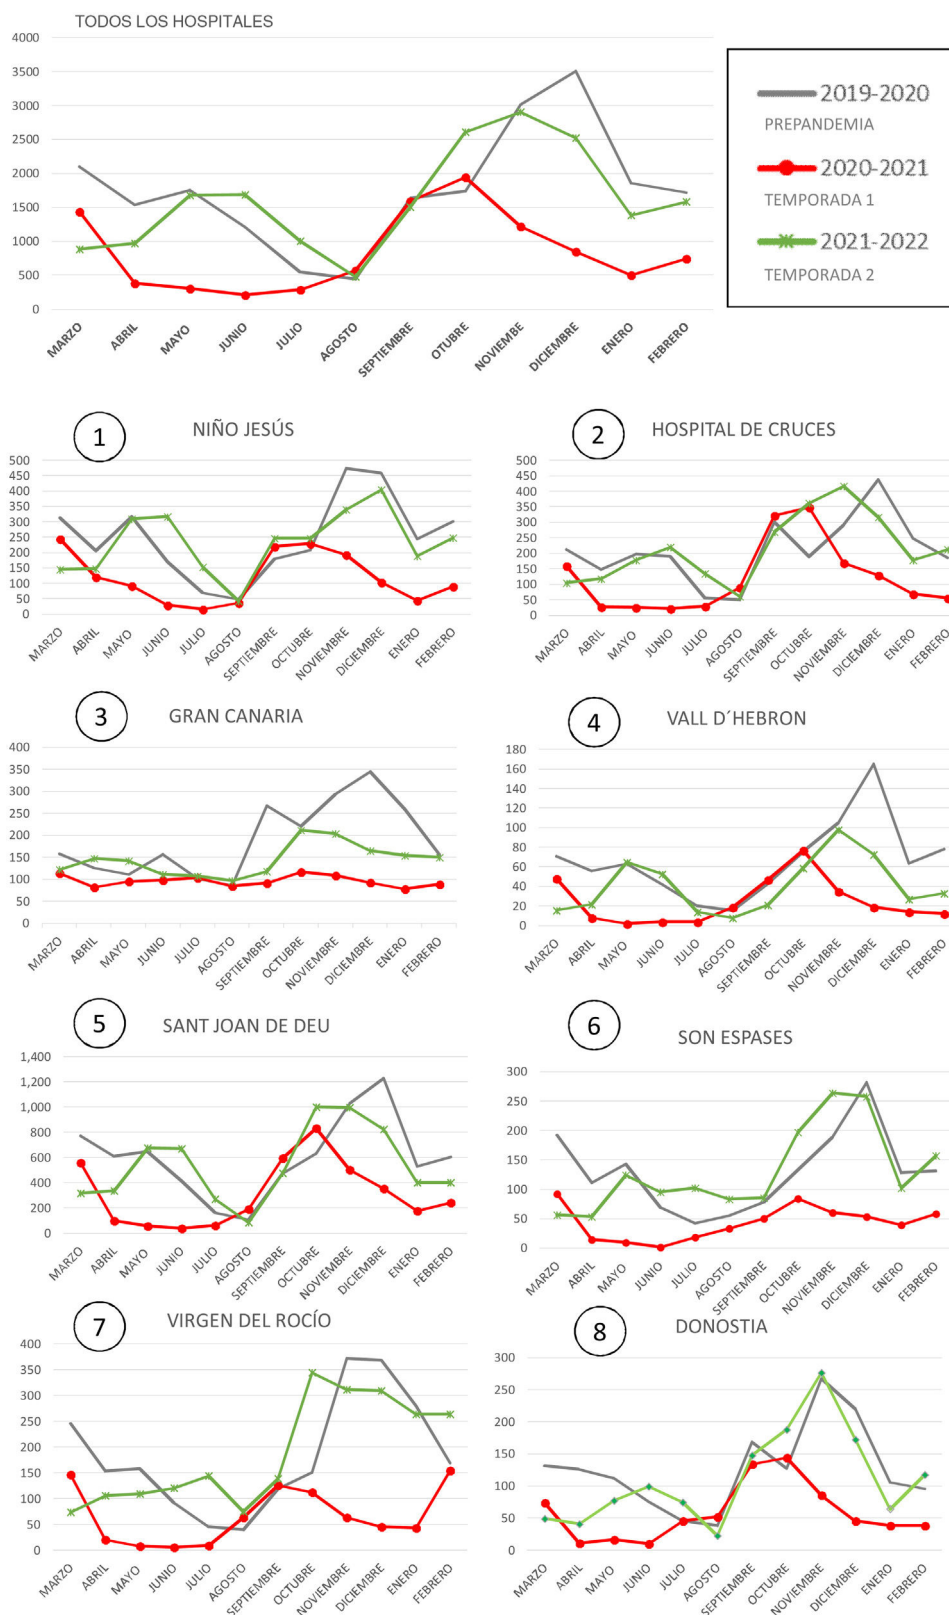 TODOS LOS HOSPITALES
4000
3500
3000
2500
2000
1500
1000
500
0
MARZO
ABRIL
MAYO
JUNIO
JULIO
AGOSTO
SEPTIEMBRE
OTUBRE
NOVIEMBE
DICIEMBRE
ENERO
FEBRERO
2019-2020
PREPANDEMIA
2020-2021
TEMPORADA 1
2021-2022
TEMPORADA 2
1
NIÑO JESÚS
500
450
400
350
300
250
200
150
100
50
0
MARZO
ABRIL
MAYO
JUNIO
JULIO
AGOSTO
SEPTIEMBRE
OCTUBRE
NOVIEMBRE
DICIEMBRE
ENERO
FEBRERO
2
HOSPITAL DE CRUCES
500
450
400
350
300
250
200
150
100
50
0
MARZO
ABRIL
MAYO
JUNIO
JULIO
AGOSTO
SEPTIEMBRE
OCTUBRE
NOVIEMBRE
DICIEMBRE
ENERO
FEBRERO
3
GRAN CANARIA
400
350
300
250
200
150
100
50
0
MARZO
ABRIL
MAYO
JUNIO
JULIO
AGOSTO
SEPTIEMBRE
OCTUBRE
NOVIEMBRE
DICIEMBRE
ENERO
FEBRERO
4
VALL D´HEBRON
180
160
140
120
100
80
60
40
20
0
MARZO
ABRIL
MAYO
JUNIO
JULIO
AGOSTO
SEPTIEMBRE
OCTUBRE
NOVIEMBRE
DICIEMBRE
ENERO
FEBRERO
5
SANT JOAN DE DEU
1,400
1,200
1,000
800
600
400
200
0
MARZO
ABRIL
MAYO
JUNIO
JULIO
AGOSTO
SEPTIEMBRE
OCTUBRE
NOVIEMBRE
DICIEMBRE
ENERO
FEBRERO
6
SON ESPASES
300
250
200
150
100
50
0
MARZO
ABRIL
MAYO
JUNIO
JULIO
AGOSTO
SEPTIEMBRE
OCTUBRE
NOVIEMBRE
DICIEMBRE
ENERO
FEBRERO
7
VIRGEN DEL ROCÍO
400
350
300
250
200
150
100
50
0
MARZO
ABRIL
MAYO
JUNIO
JULIO
AGOSTO
SEPTIEMBRE
OCTUBRE
NOVIEMBRE
DICIEMBRE
ENERO
FEBRERO
8
DONOSTIA
300
250
200
150
100
50
0
MARZO
ABRIL
MAYO
JUNIO
JULIO
AGOSTO
SEPTIEMBRE
OCTUBRE
NOVIEMBRE
DICIEMBRE
ENERO
FEBRERO